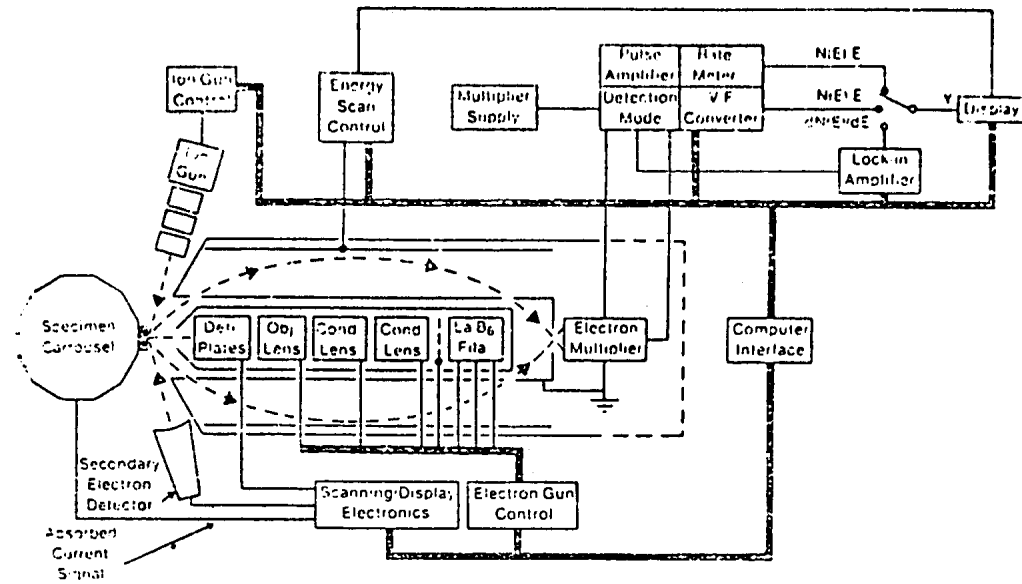 Ion Gun
Control
Energy
Scan
Control
Multiplier
Supply
Pulse
Amplifier
Rate
Meter
Detection
Mode
V/F
Converter
N(E) E
N(E) E
dN(E)/dE
Y
Display
Lock-in
Amplifier
Ion
Gun
Specimen
Carrousel
Defl
Plates
Obj
Lens
Cond
Lens
Cond
Lens
La B6
Fila
Electron
Multiplier
Computer
Interface
Secondary
Electron
Detector
Scanning/Display
Electronics
Electron Gun
Control
Absorbed
Current
Signal